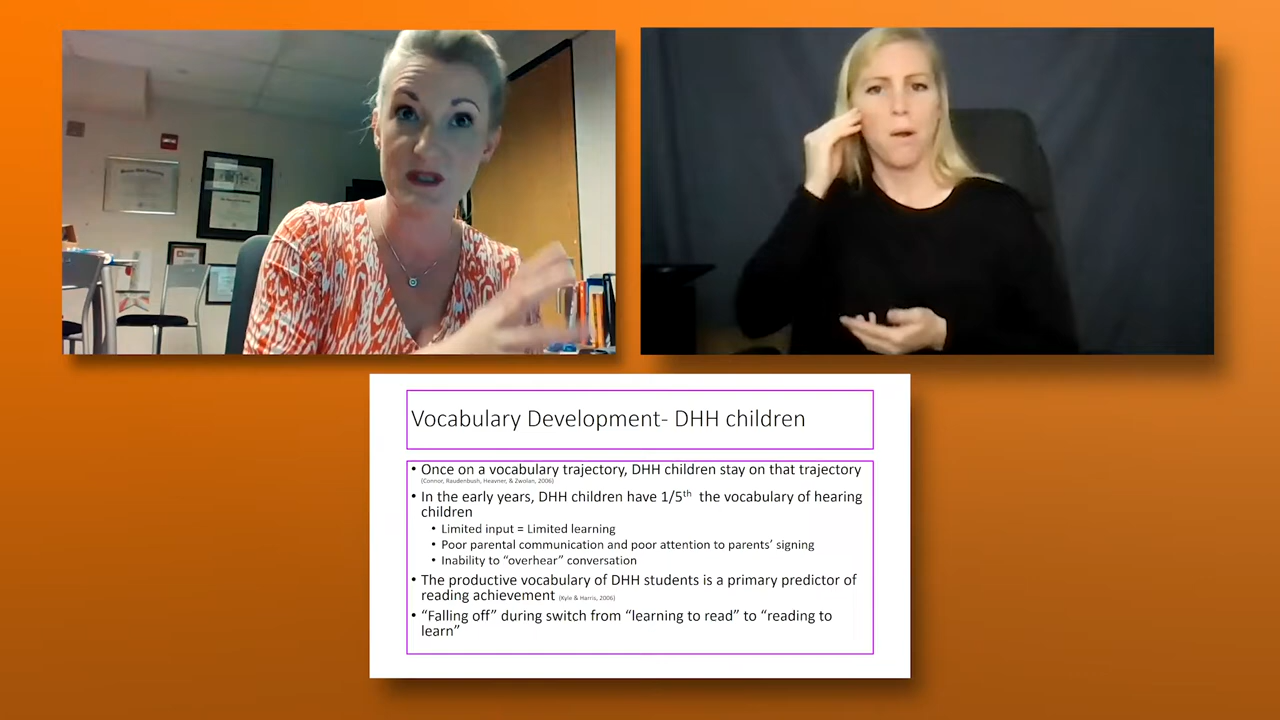 Vocabulary Development- DHH children
• Once on a vocabulary trajectory, DHH children stay on that trajectory
(Connor, Raudenbush, Heavner, & Zwolan, 2006)
• In the early years, DHH children have 1/5th the vocabulary of hearing
children
• Limited input = Limited learning
• Poor parental communication and poor attention to parents' signing
• Inability to "overhear" conversation
• The productive vocabulary of DHH students is a primary predictor of
reading achievement (Kyle & Harris, 2006)
• "Falling off" during switch from "learning to read" to "reading to
learn"